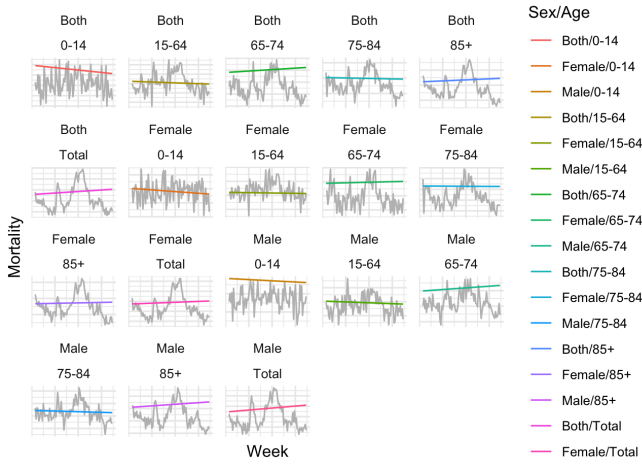 Both
0-14
Both
15-64
Both
65-74
Both
75-84
Both
85+
Both
Total
Female
0-14
Female
15-64
Female
65-74
Female
75-84
Female
85+
Female
Total
Male
0-14
Male
15-64
Male
65-74
Male
75-84
Male
85+
Male
Total
Mortality
Week
Sex/Age
Both/0-14
Female/0-14
Male/0-14
Both/15-64
Female/15-64
Male/15-64
Both/65-74
Female/65-74
Male/65-74
Both/75-84
Female/75-84
Male/75-84
Both/85+
Female/85+
Male/85+
Both/Total
Female/Total